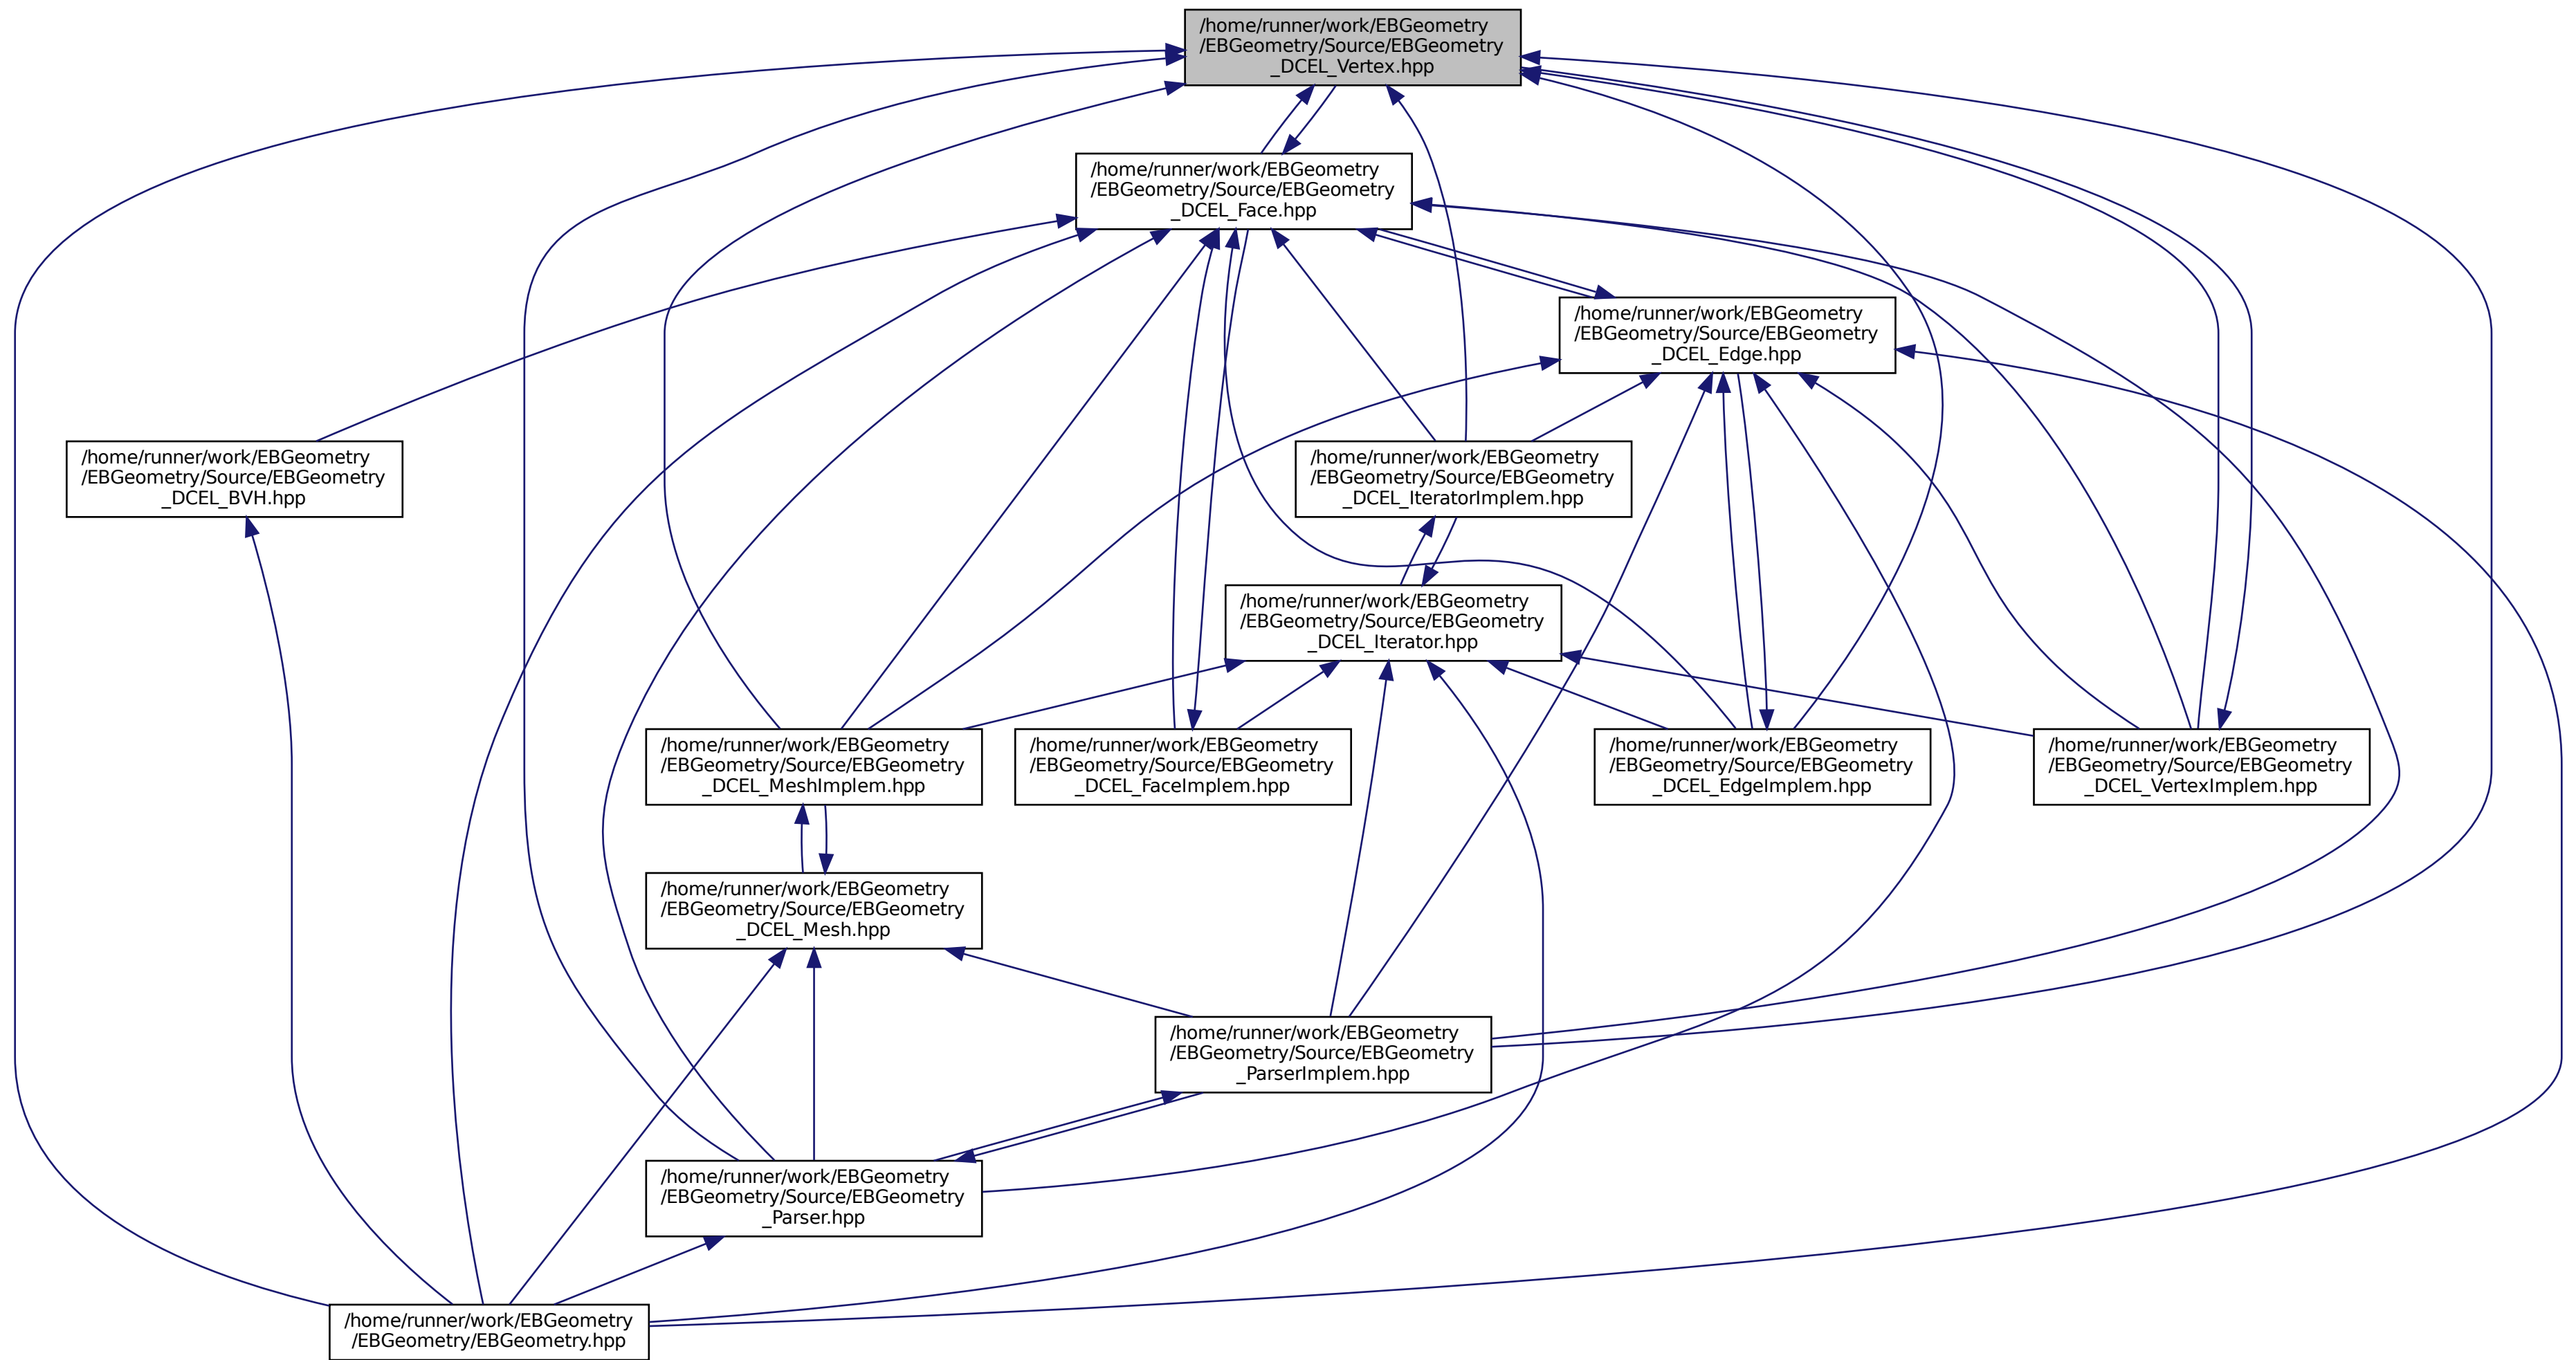 /home/runner/work/EBGeometry
/EBGeometry/Source/EBGeometry
_DCEL_Vertex.hpp
/home/runner/work/EBGeometry
/EBGeometry/Source/EBGeometry
_DCEL_Face.hpp
/home/runner/work/EBGeometry
/EBGeometry/Source/EBGeometry
_DCEL_Edge.hpp
/home/runner/work/EBGeometry
/EBGeometry/Source/EBGeometry
_DCEL_BVH.hpp
/home/runner/work/EBGeometry
/EBGeometry/Source/EBGeometry
_DCEL_IteratorImplem.hpp
/home/runner/work/EBGeometry
/EBGeometry/Source/EBGeometry
_DCEL_Iterator.hpp
/home/runner/work/EBGeometry
/EBGeometry/Source/EBGeometry
_DCEL_MeshImplem.hpp
/home/runner/work/EBGeometry
/EBGeometry/Source/EBGeometry
_DCEL_FaceImplem.hpp
/home/runner/work/EBGeometry
/EBGeometry/Source/EBGeometry
_DCEL_EdgeImplem.hpp
/home/runner/work/EBGeometry
/EBGeometry/Source/EBGeometry
_DCEL_VertexImplem.hpp
/home/runner/work/EBGeometry
/EBGeometry/Source/EBGeometry
_DCEL_Mesh.hpp
/home/runner/work/EBGeometry
/EBGeometry/Source/EBGeometry
_ParserImplem.hpp
/home/runner/work/EBGeometry
/EBGeometry/Source/EBGeometry
_Parser.hpp
/home/runner/work/EBGeometry
/EBGeometry/EBGeometry.hpp